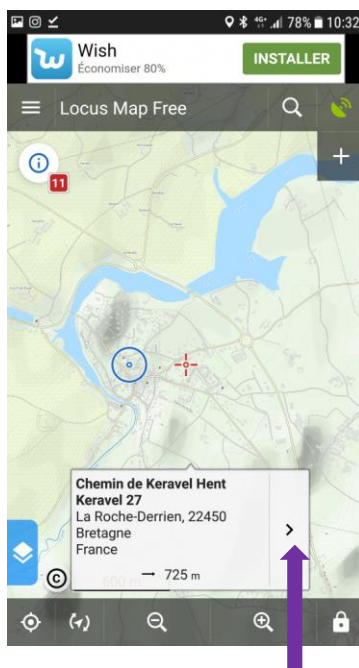 78% 10:32
Wish
Économiser 80%
INSTALLER
Locus Map Free
11
Chemin de Keravel Hent
Keravel 27
La Roche-Derrien, 22450
Bretagne
France
→ 725 m
©
600 m